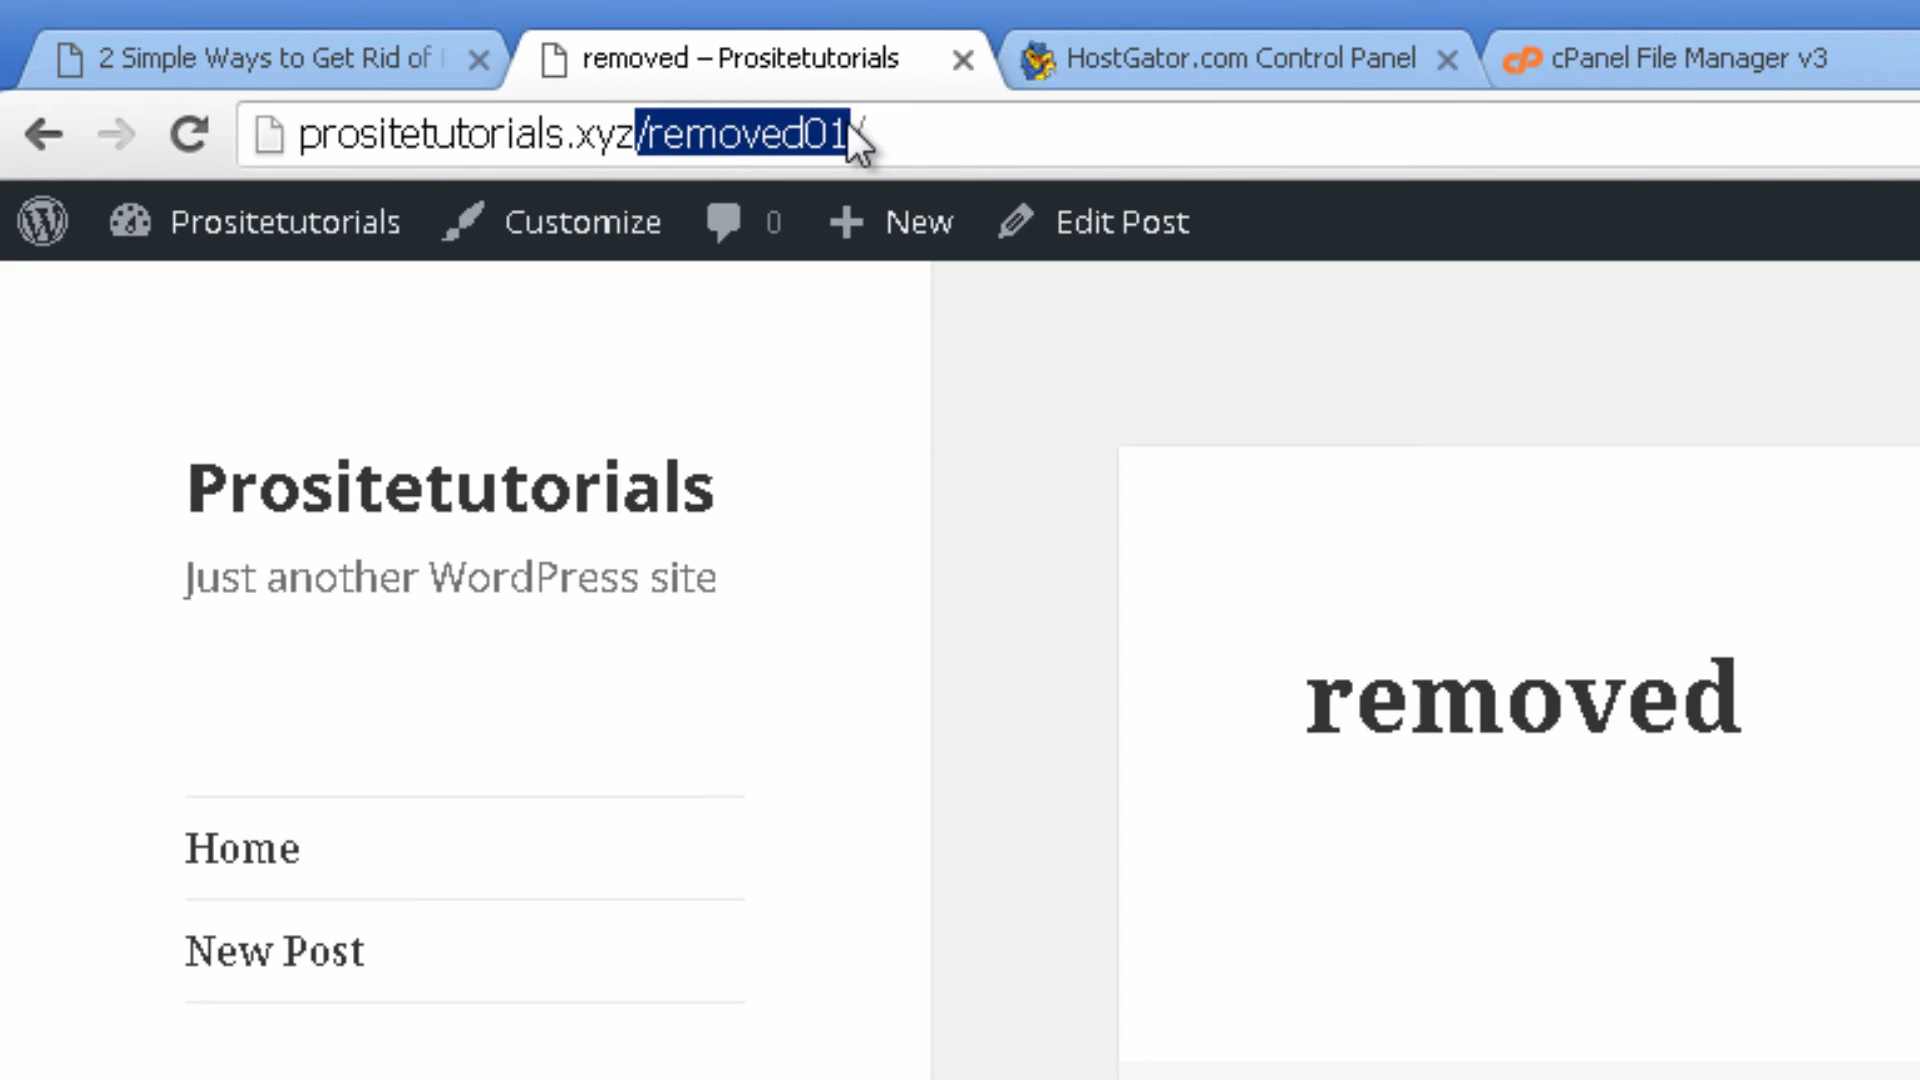 2 Simple Ways to Get Rid of
removed – Prositetutorials
HostGator.com Control Panel
cPanel File Manager v3
prositetutorials.xyz/removed01/
Prositetutorials
Customize
0
New
Edit Post
Prositetutorials
Just another WordPress site
removed
Home
New Post